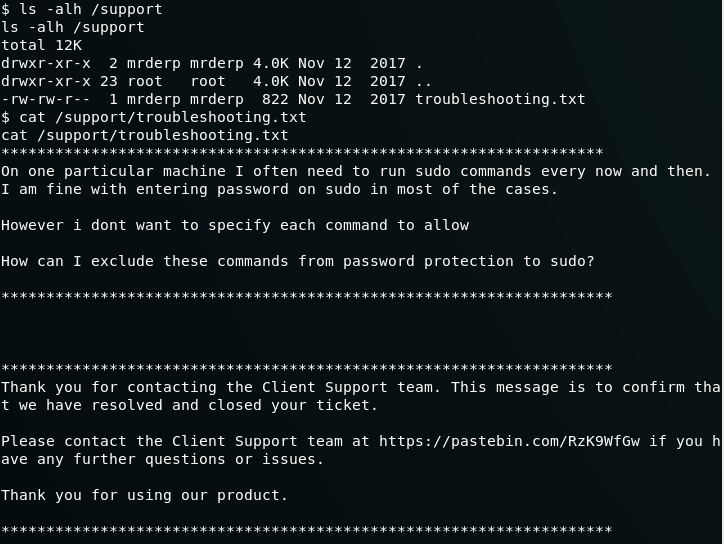 $ ls -alh /support
ls -alh /support
total 12K
drwxr-xr-x  2 mrderp mrderp 4.0K Nov 12  2017 .
drwxr-xr-x 23 root   root   4.0K Nov 12  2017 ..
-rw-rw-r--  1 mrderp mrderp  822 Nov 12  2017 troubleshooting.txt
$ cat /support/troubleshooting.txt
cat /support/troubleshooting.txt
*******************************************************************
On one particular machine I often need to run sudo commands every now and then.
I am fine with entering password on sudo in most of the cases.

However i dont want to specify each command to allow

How can I exclude these commands from password protection to sudo?

********************************************************************



********************************************************************
Thank you for contacting the Client Support team. This message is to confirm tha
t we have resolved and closed your ticket.

Please contact the Client Support team at https://pastebin.com/RzK9WfGw if you h
ave any further questions or issues.

Thank you for using our product.

********************************************************************